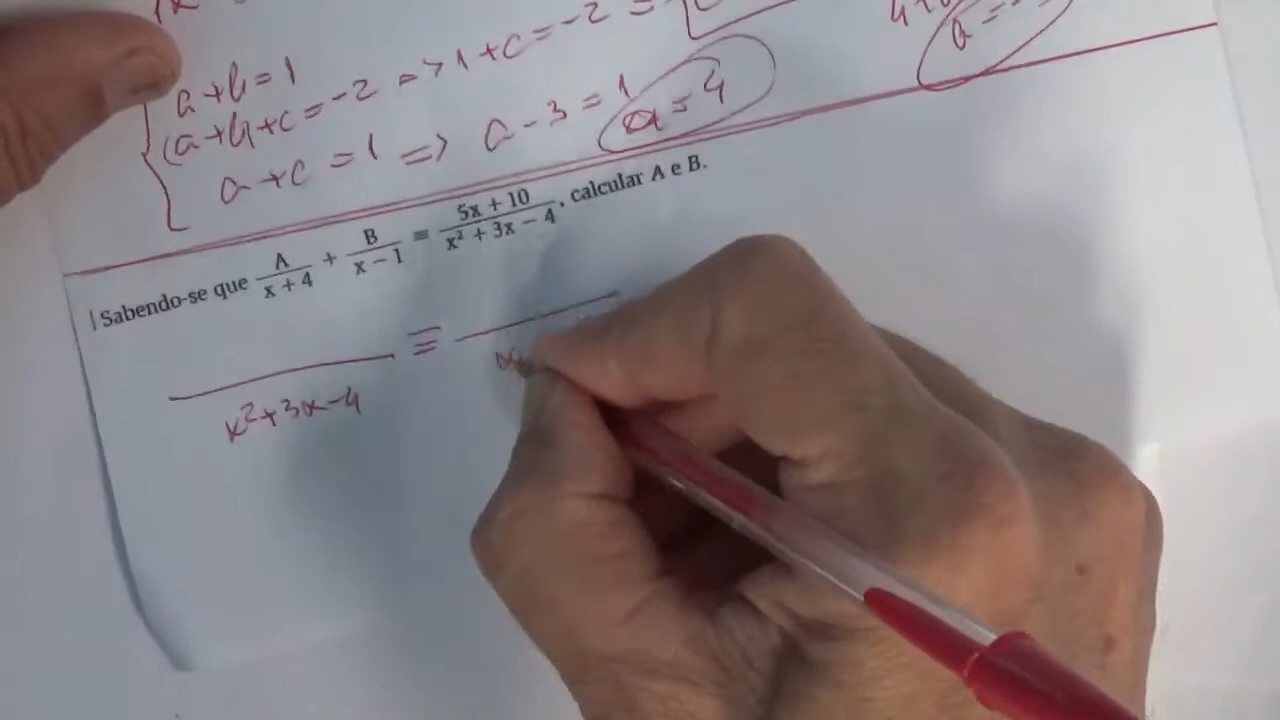 a+b=1
a+b+c=-2 => 1+c=-2 =
a+c=1 => a-3=1 a=4
Sabendo-se que A/(x + 4) + B/(x − 1) ≡ (5x + 10)/(x² + 3x − 4), calcular A e B.
≡
x²+3x-4